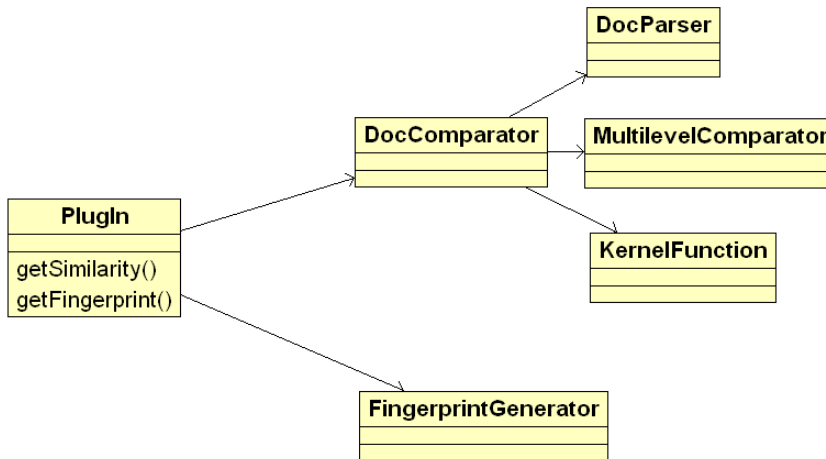 DocParser
DocComparator
MultilevelComparator
PlugIn
getSimilarity()
getFingerprint()
KernelFunction
FingerprintGenerator